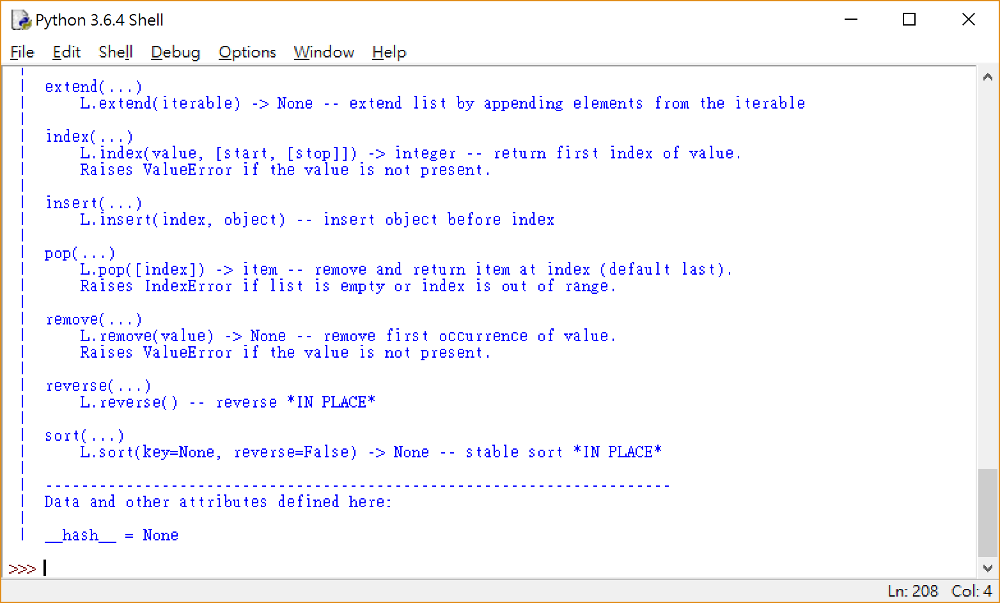 Python 3.6.4 Shell
File Edit Shell Debug Options Window Help
|
|  extend(...)
|      L.extend(iterable) -> None -- extend list by appending elements from the iterable
|
|  index(...)
|      L.index(value, [start, [stop]]) -> integer -- return first index of value.
|      Raises ValueError if the value is not present.
|
|  insert(...)
|      L.insert(index, object) -- insert object before index
|
|  pop(...)
|      L.pop([index]) -> item -- remove and return item at index (default last).
|      Raises IndexError if list is empty or index is out of range.
|
|  remove(...)
|      L.remove(value) -> None -- remove first occurrence of value.
|      Raises ValueError if the value is not present.
|
|  reverse(...)
|      L.reverse() -- reverse *IN PLACE*
|
|  sort(...)
|      L.sort(key=None, reverse=False) -> None -- stable sort *IN PLACE*
|
|  ----------------------------------------------------------------------
|  Data and other attributes defined here:
|
|  __hash__ = None
>>>
Ln: 208 Col: 4